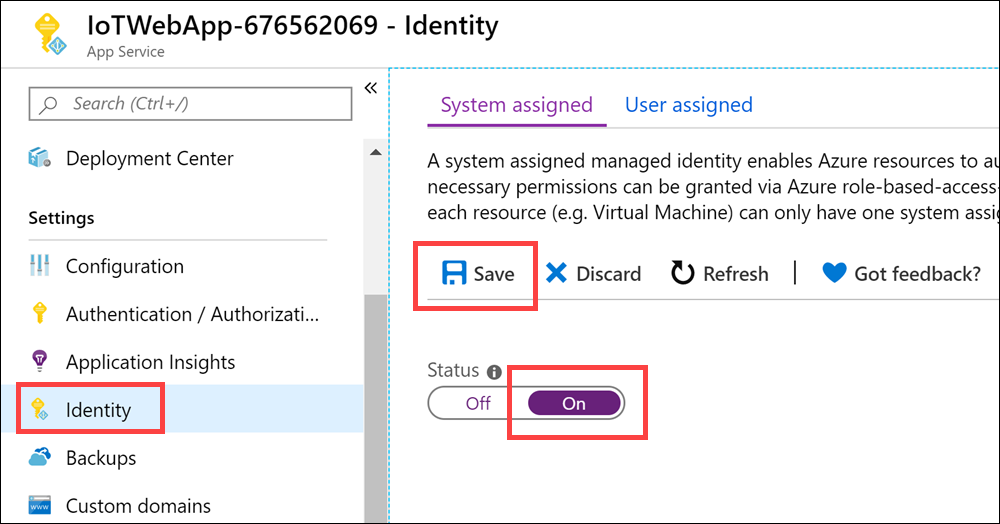 IoTWebApp-676562069 - Identity
App Service
Search (Ctrl+/)
Deployment Center
Settings
Configuration
Authentication / Authorizati...
Application Insights
Identity
Backups
www
Custom domains
System assigned User assigned
A system assigned managed identity enables Azure resources to au
necessary permissions can be granted via Azure role-based-access-
each resource (e.g. Virtual Machine) can only have one system assig
Save Discard Refresh | Got feedback?
Status
Off On